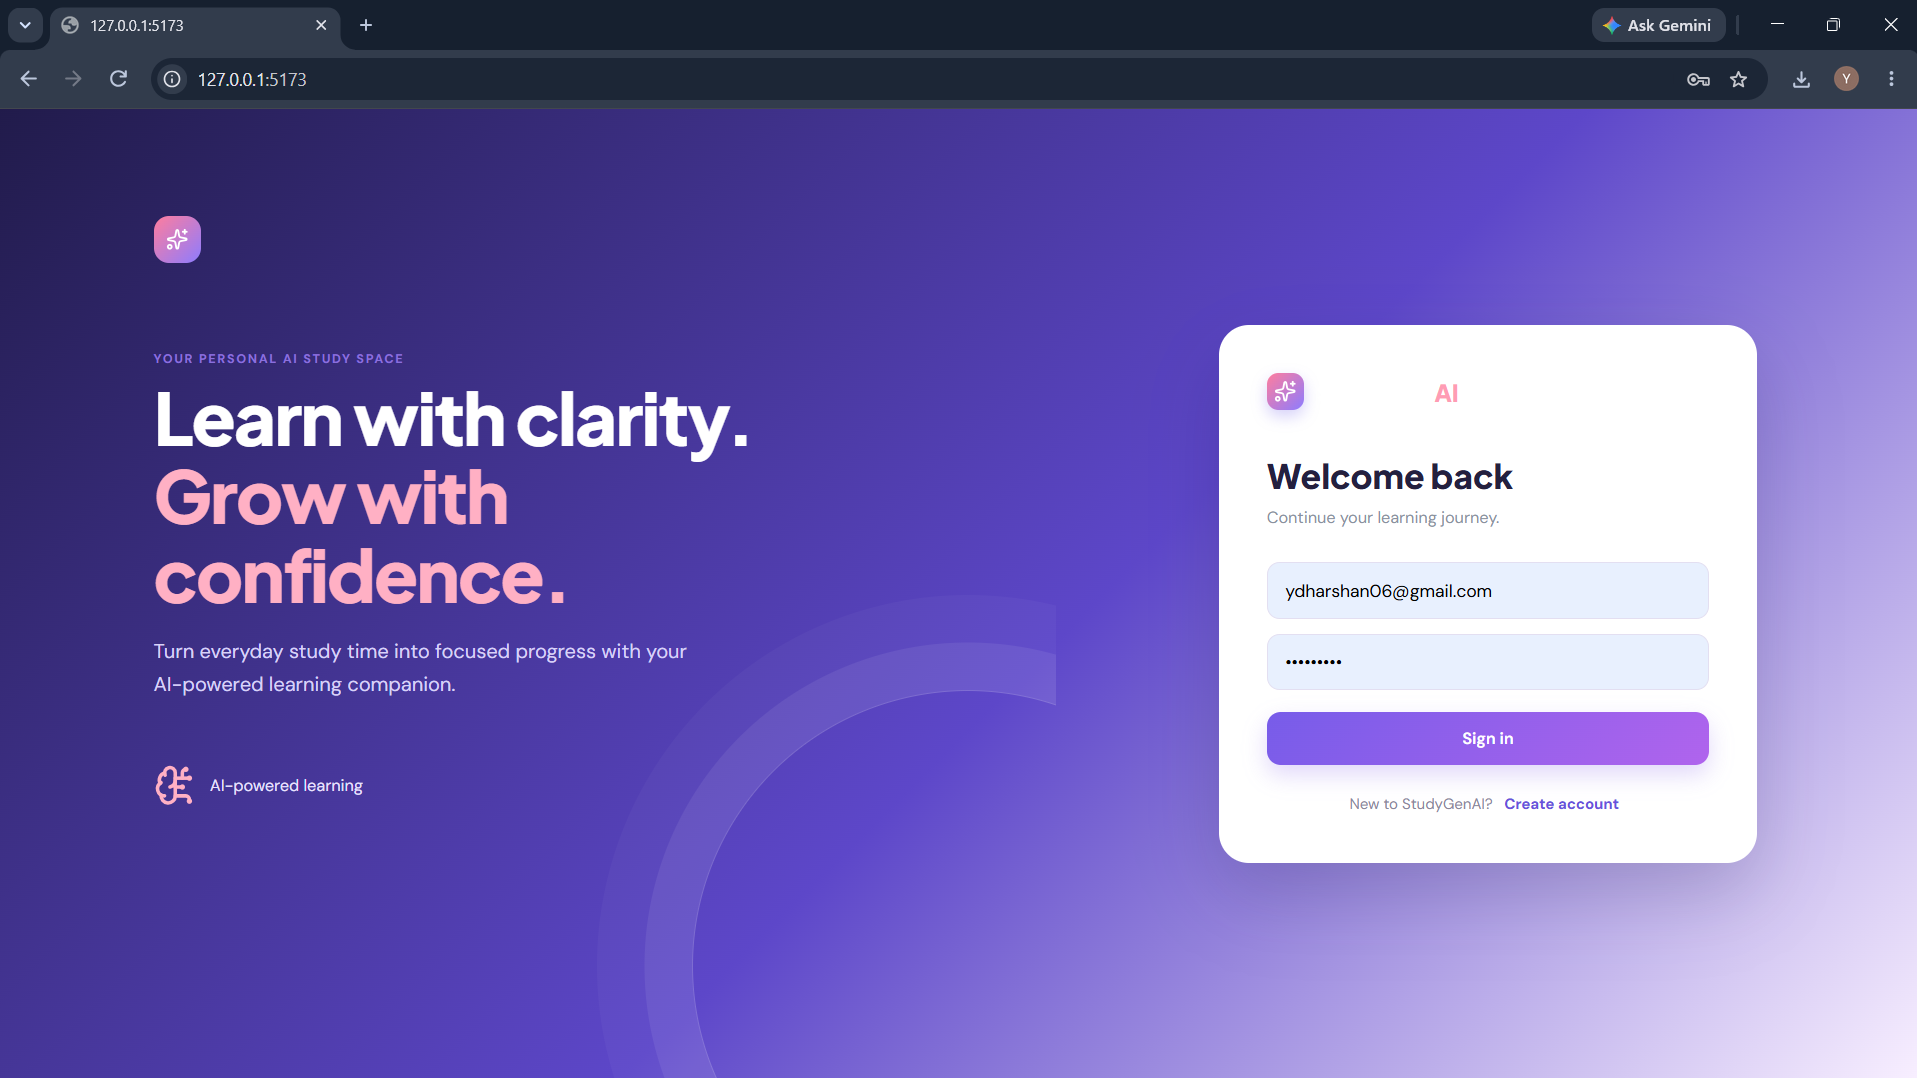 127.0.0.1:5173
Ask Gemini
127.0.0.1:5173
Y
YOUR PERSONAL AI STUDY SPACE
Learn with clarity.
Grow with
confidence.
Turn everyday study time into focused progress with your
AI-powered learning companion.
AI-powered learning
AI
Welcome back
Continue your learning journey.
ydharshan06@gmail.com
•••••••••
Sign in
New to StudyGenAI? Create account